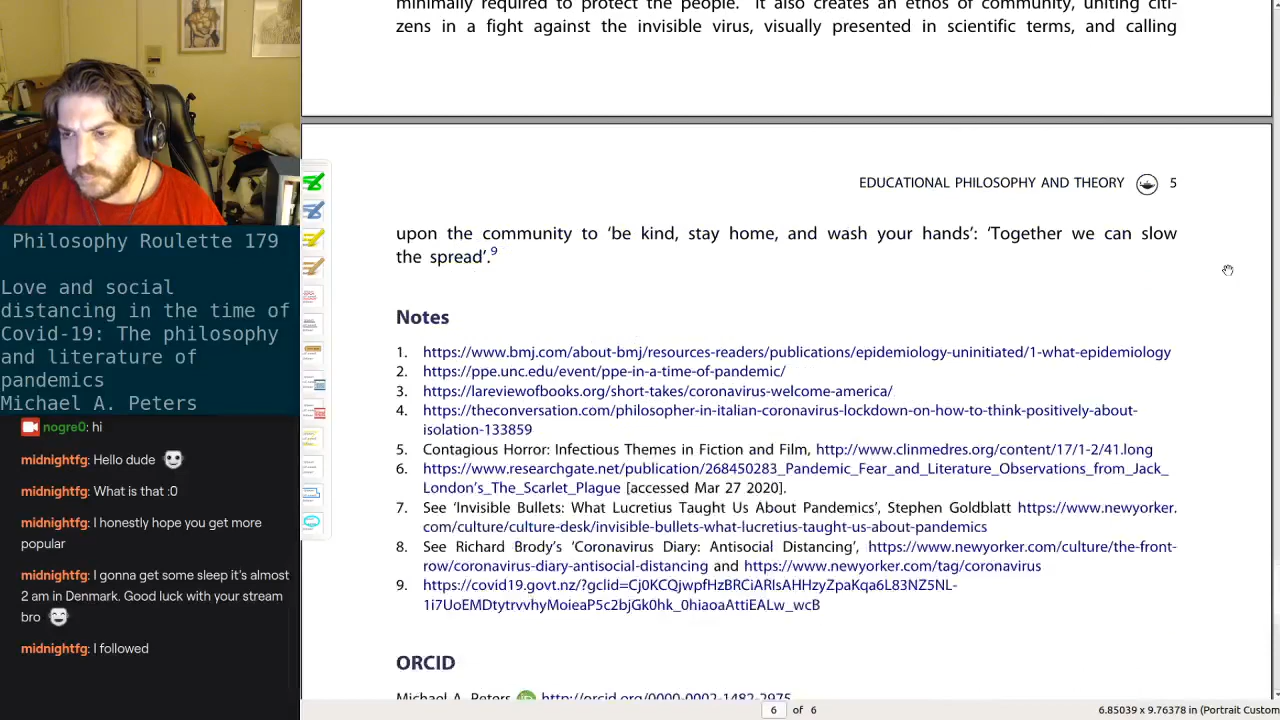 minimally required to protect the people. It also creates an ethos of community, uniting citi-
zens in a fight against the invisible virus, visually presented in scientific terms, and calling
EDUCATIONAL PHILOSOPHY AND THEORY 5
upon the community to ‘be kind, stay home, and wash your hands’: ‘Together we can slow
the spread’.9
Notes
1. https://www.bmj.com/about-bmj/resources-readers/publications/epidemiology-uninitiated/1-what-epidemiology
2. https://ppe.unc.edu/event/ppe-in-a-time-of-pandemic/
3. https://lareviewofbooks.org/short-takes/coronavirus-welcome-america/
4. https://theconversation.com/philosopher-in-italian-coronavirus-lockdown-on-how-to-think-positively-about-
isolation-133859
5. Contagious Horror: Infectious Themes in Fiction and Film, http://www.clinmedres.org/content/17/1-2/41.long
6. https://www.researchgate.net/publication/26847283_Pandemic_Fear_and_Literature_Observations_from_Jack_
London's_The_Scarlet_Plague [accessed Mar 27 2020].
7. See ‘Invisible Bullets: What Lucretius Taught Us About Pandemics’, Stephen Goldblatt https://www.newyorker.
com/culture/culture-desk/invisible-bullets-what-lucretius-taught-us-about-pandemics
8. See Richard Brody's ‘Coronavirus Diary: Antisocial Distancing’, https://www.newyorker.com/culture/the-front-
row/coronavirus-diary-antisocial-distancing and https://www.newyorker.com/tag/coronavirus
9. https://covid19.govt.nz/?gclid=Cj0KCQjwpfHzBRCiARIsAHHzyZpaKqa6L83NZ5NL-
1i7UoEMDtytrvvhyMoieaP5c2bjGk0hk_0hiaoaAttiEALw_wcB
ORCID
Michael A. Peters http://orcid.org/0000-0002-1482-2975
6 of 6
6.85039 x 9.76378 in (Portrait Custom
Philosophy Roulette 179
Love and social
distancing in the time of
Covid-19: The philosophy
and literature of
pandemics
Michael A. Peters
nogre0: hi
midnightfg: Hello dude
midnightfg: What is that :0
midnightfg: I honestly hope you get more
popular
midnightfg: I gonna get some sleep it's almost
2 am in Denmark. Good luck with your stream
bro
midnightfg: I followed